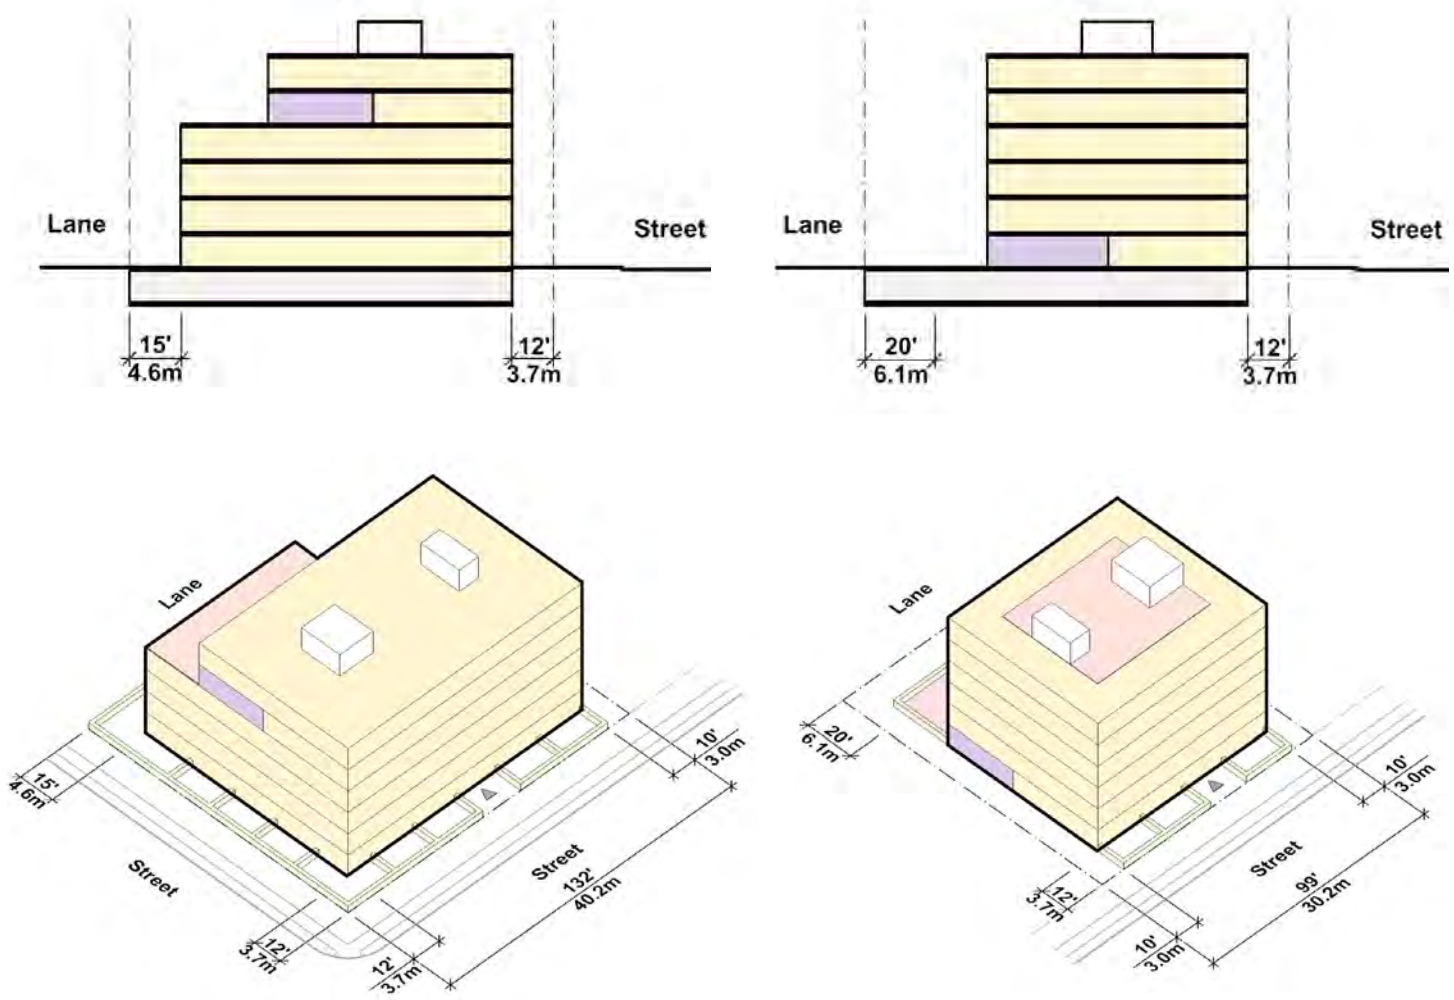 Lane
Street
15'
4.6m
12'
3.7m
Lane
Street
20'
6.1m
12'
3.7m
Lane
15'
4.6m
Street
12'
3.7m
12'
3.7m
Street
132'
40.2m
10'
3.0m
Lane
20'
6.1m
12'
3.7m
10'
3.0m
Street
99'
30.2m
10'
3.0m